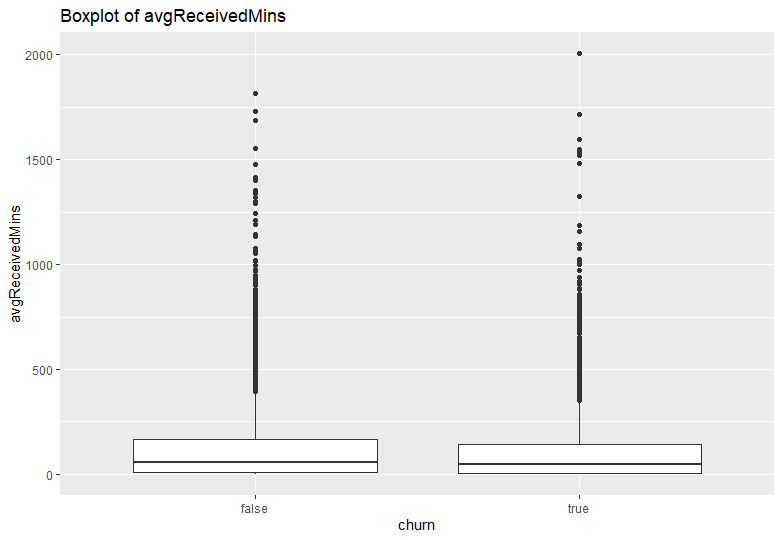 Boxplot of avgReceivedMins
avgReceivedMins
2000
1500
1000
500
0
false true
churn